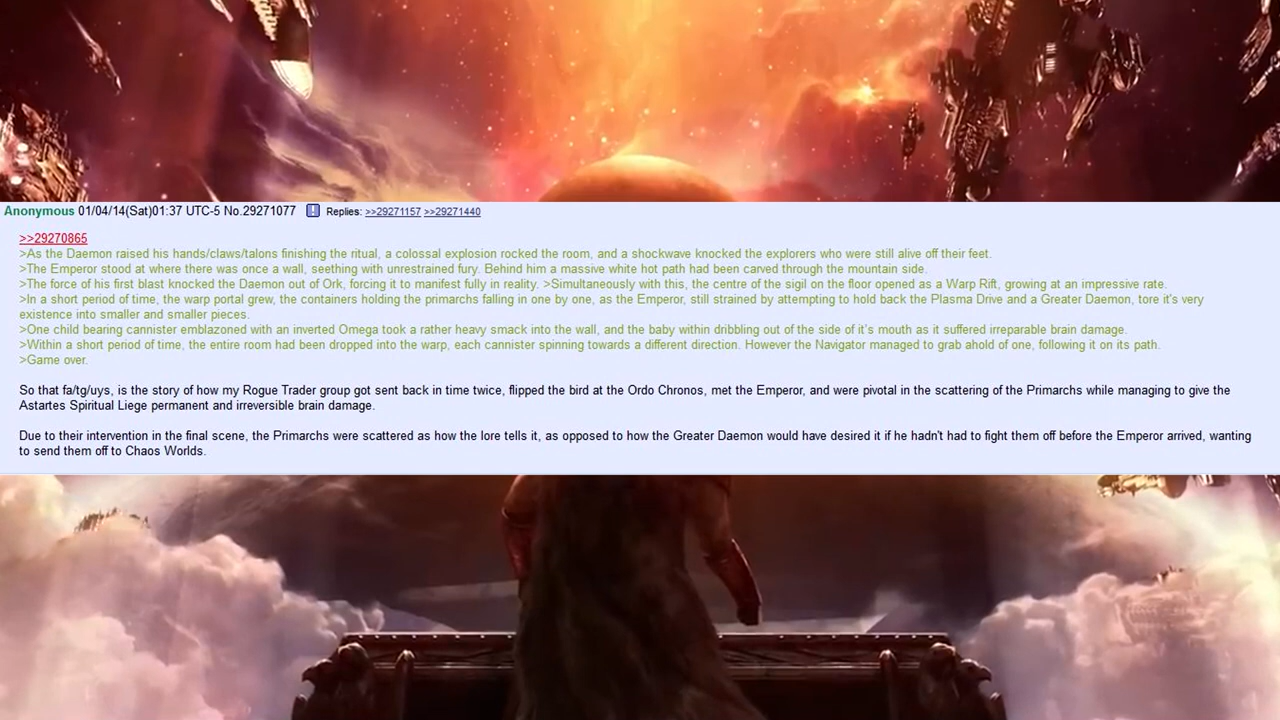 Anonymous 01/04/14(Sat)01:37 UTC-5 No.29271077 Replies: >>29271157 >>29271440
>>29270865
>As the Daemon raised his hands/claws/talons finishing the ritual, a colossal explosion rocked the room, and a shockwave knocked the explorers who were still alive off their feet.
>The Emperor stood at where there was once a wall, seething with unrestrained fury. Behind him a massive white hot path had been carved through the mountain side.
>The force of his first blast knocked the Daemon out of Ork, forcing it to manifest fully in reality. >Simultaneously with this, the centre of the sigil on the floor opened as a Warp Rift, growing at an impressive rate.
>In a short period of time, the warp portal grew, the containers holding the primarchs falling in one by one, as the Emperor, still strained by attempting to hold back the Plasma Drive and a Greater Daemon, tore it's very
existence into smaller and smaller pieces.
>One child bearing cannister emblazoned with an inverted Omega took a rather heavy smack into the wall, and the baby within dribbling out of the side of it's mouth as it suffered irreparable brain damage.
>Within a short period of time, the entire room had been dropped into the warp, each cannister spinning towards a different direction. However the Navigator managed to grab ahold of one, following it on its path.
>Game over.
So that fa/tg/uys, is the story of how my Rogue Trader group got sent back in time twice, flipped the bird at the Ordo Chronos, met the Emperor, and were pivotal in the scattering of the Primarchs while managing to give the
Astartes Spiritual Liege permanent and irreversible brain damage.
Due to their intervention in the final scene, the Primarchs were scattered as how the lore tells it, as opposed to how the Greater Daemon would have desired it if he hadn't had to fight them off before the Emperor arrived, wanting
to send them off to Chaos Worlds.